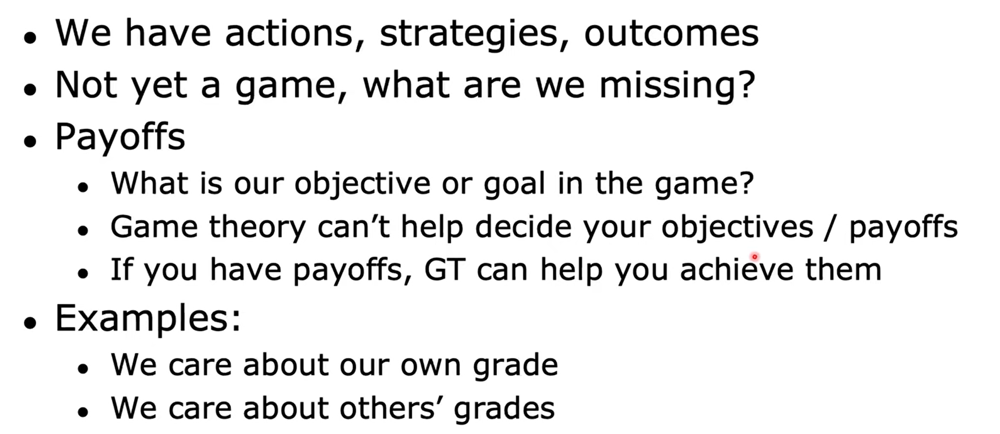 • We have actions, strategies, outcomes
• Not yet a game, what are we missing?
• Payoffs
• What is our objective or goal in the game?
• Game theory can’t help decide your objectives / payoffs
• If you have payoffs, GT can help you achieve them
• Examples:
• We care about our own grade
• We care about others’ grades